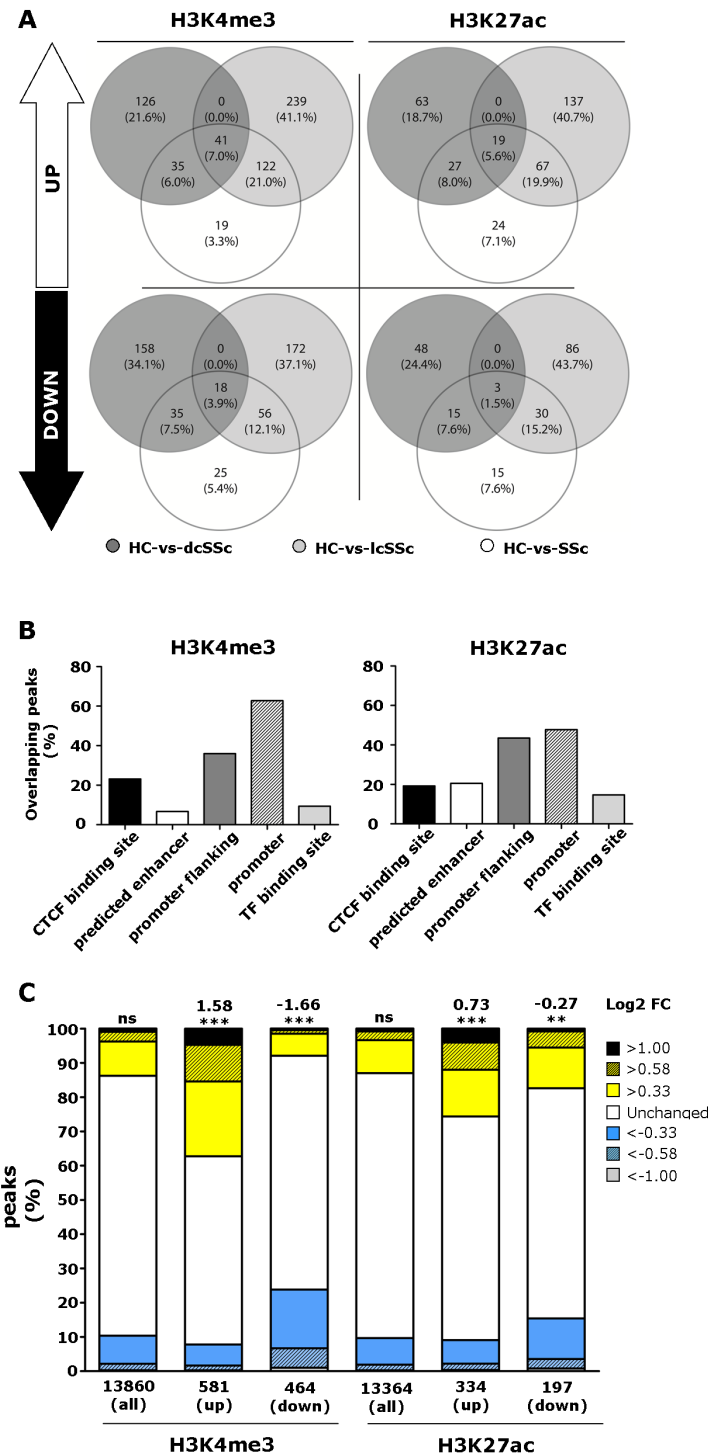 A
H3K4me3
H3K27ac
UP
126
(21.6%)
0
(0.0%)
239
(41.1%)
41
(7.0%)
35
(6.0%)
122
(21.0%)
19
(3.3%)
63
(18.7%)
0
(0.0%)
137
(40.7%)
19
(5.6%)
27
(8.0%)
67
(19.9%)
24
(7.1%)
DOWN
158
(34.1%)
0
(0.0%)
172
(37.1%)
18
(3.9%)
35
(7.5%)
56
(12.1%)
25
(5.4%)
48
(24.4%)
0
(0.0%)
86
(43.7%)
3
(1.5%)
15
(7.6%)
30
(15.2%)
15
(7.6%)
HC-vs-dcSSc
HC-vs-lcSSc
HC-vs-SSc
B
H3K4me3
Overlapping peaks
(%)
80
60
40
20
0
CTCF binding site
predicted enhancer
promoter flanking
promoter
TF binding site
H3K27ac
80
60
40
20
0
CTCF binding site
predicted enhancer
promoter flanking
promoter
TF binding site
C
ns
1.58
***
-1.66
***
ns
0.73
***
-0.27
**
Log2 FC
>1.00
>0.58
>0.33
Unchanged
<-0.33
<-0.58
<-1.00
peaks
(%)
100
90
80
70
60
50
40
30
20
10
0
13860
(all)
581
(up)
464
(down)
13364
(all)
334
(up)
197
(down)
H3K4me3
H3K27ac